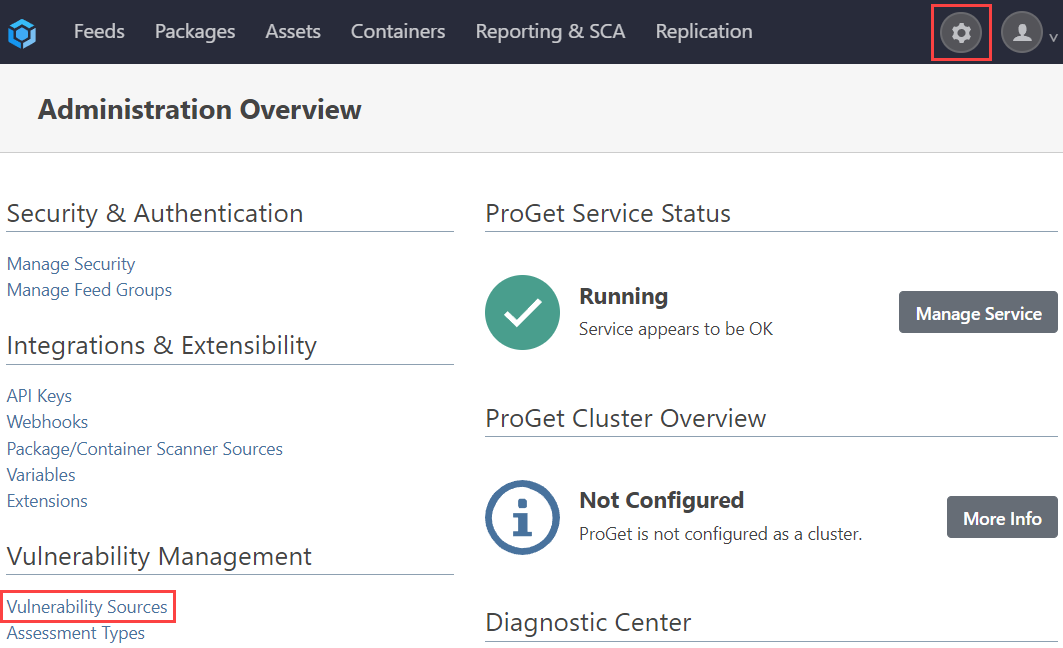 Feeds Packages Assets Containers Reporting & SCA Replication
Administration Overview
Security & Authentication
Manage Security
Manage Feed Groups
Integrations & Extensibility
API Keys
Webhooks
Package/Container Scanner Sources
Variables
Extensions
Vulnerability Management
Vulnerability Sources
Assessment Types
ProGet Service Status
Running
Service appears to be OK
Manage Service
ProGet Cluster Overview
Not Configured
ProGet is not configured as a cluster.
More Info
Diagnostic Center